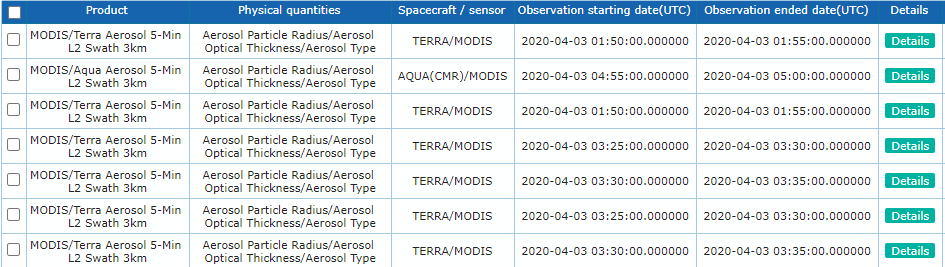 Product Physical quantities Spacecraft / sensor Observation starting date(UTC) Observation ended date(UTC) Details
MODIS/Terra Aerosol 5-Min Aerosol Particle Radius/Aerosol
TERRA/MODIS 2020-04-03 01:50:00.000000 2020-04-03 01:55:00.000000 Details
L2 Swath 3km Optical Thickness/Aerosol Type
MODIS/Aqua Aerosol 5-Min Aerosol Particle Radius/Aerosol
AQUA(CMR)/MODIS 2020-04-03 04:55:00.000000 2020-04-03 05:00:00.000000 Details
L2 Swath 3km Optical Thickness/Aerosol Type
MODIS/Terra Aerosol 5-Min Aerosol Particle Radius/Aerosol
TERRA/MODIS 2020-04-03 01:50:00.000000 2020-04-03 01:55:00.000000 Details
L2 Swath 3km Optical Thickness/Aerosol Type
MODIS/Terra Aerosol 5-Min Aerosol Particle Radius/Aerosol
TERRA/MODIS 2020-04-03 03:25:00.000000 2020-04-03 03:30:00.000000 Details
L2 Swath 3km Optical Thickness/Aerosol Type
MODIS/Terra Aerosol 5-Min Aerosol Particle Radius/Aerosol
TERRA/MODIS 2020-04-03 03:30:00.000000 2020-04-03 03:35:00.000000 Details
L2 Swath 3km Optical Thickness/Aerosol Type
MODIS/Terra Aerosol 5-Min Aerosol Particle Radius/Aerosol
TERRA/MODIS 2020-04-03 03:25:00.000000 2020-04-03 03:30:00.000000 Details
L2 Swath 3km Optical Thickness/Aerosol Type
MODIS/Terra Aerosol 5-Min Aerosol Particle Radius/Aerosol
TERRA/MODIS 2020-04-03 03:30:00.000000 2020-04-03 03:35:00.000000 Details
L2 Swath 3km Optical Thickness/Aerosol Type